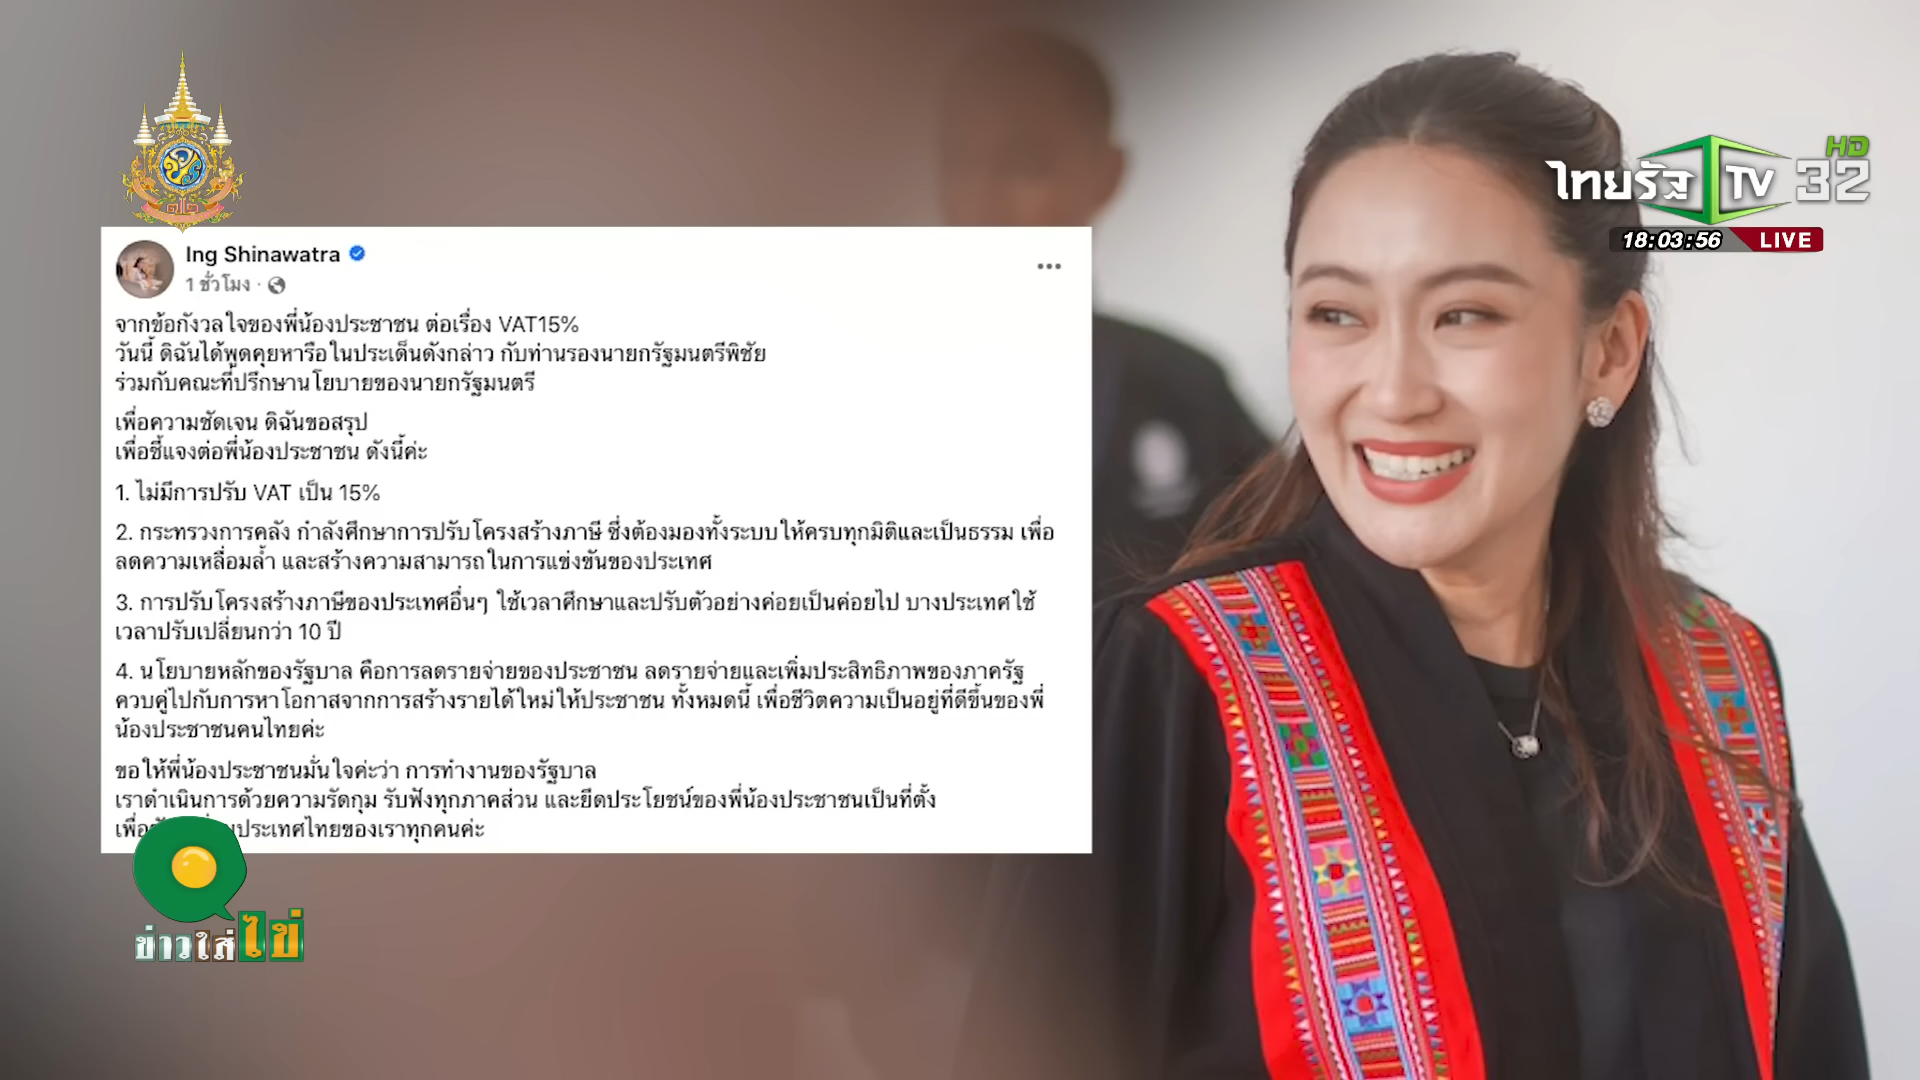 ไทยรัฐ TV 32 HD
18:03:56 LIVE
Ing Shinawatra
1 ชั่วโมง
จากข้อกังวลใจของพี่น้องประชาชน ต่อเรื่อง VAT15%
วันนี้ ดิฉันได้พูดคุยหารือในประเด็นดังกล่าว กับท่านรองนายกรัฐมนตรีพิชัย
ร่วมกับคณะที่ปรึกษานโยบายของนายกรัฐมนตรี
เพื่อความชัดเจน ดิฉันขอสรุป
เพื่อชี้แจงต่อพี่น้องประชาชน ดังนี้ค่ะ
1. ไม่มีการปรับ VAT เป็น 15%
2. กระทรวงการคลัง กำลังศึกษาการปรับโครงสร้างภาษี ซึ่งต้องมองทั้งระบบให้ครบทุกมิติและเป็นธรรม เพื่อ
ลดความเหลื่อมล้ำ และสร้างความสามารถในการแข่งขันของประเทศ
3. การปรับโครงสร้างภาษีของประเทศอื่นๆ ใช้เวลาศึกษาและปรับตัวอย่างค่อยเป็นค่อยไป บางประเทศใช้
เวลาปรับเปลี่ยนกว่า 10 ปี
4. นโยบายหลักของรัฐบาล คือการลดรายจ่ายของประชาชน ลดรายจ่ายและเพิ่มประสิทธิภาพของภาครัฐ
ควบคู่ไปกับการหาโอกาสจากการสร้างรายได้ใหม่ให้ประชาชน ทั้งหมดนี้ เพื่อชีวิตความเป็นอยู่ที่ดีขึ้นของพี่
น้องประชาชนคนไทยค่ะ
ขอให้พี่น้องประชาชนมั่นใจค่ะว่า การทำงานของรัฐบาล
เราดำเนินการด้วยความรัดกุม รับฟังทุกภาคส่วน และยึดประโยชน์ของพี่น้องประชาชนเป็นที่ตั้ง
เพื่อ ประเทศไทยของเราทุกคนค่ะ
ข่าวใส่ไข่